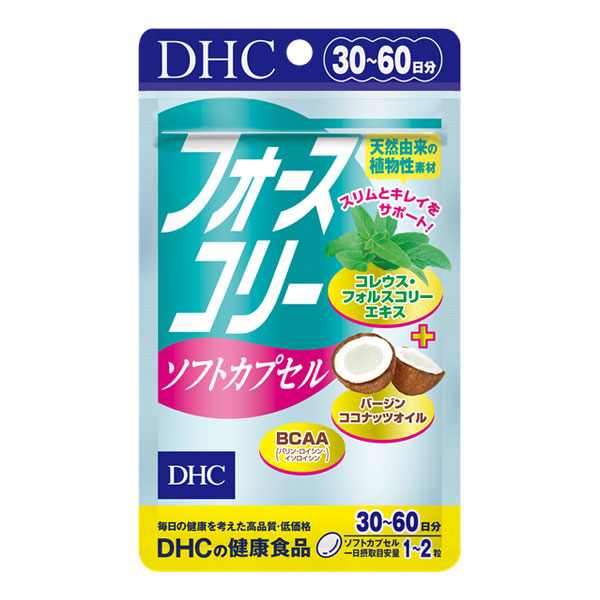 DHC
30~60日分
天然由来の
植物性素材
フォース
コリー
ソフトカプセル
スリムとキレイを
サポート!
コレウス・
フォルスコリー
エキス
+
バージン
ココナッツオイル
BCAA
(バリン・ロイシン・
イソロイシン)
DHC
毎日の健康を考えた高品質・低価格
DHCの健康食品
30~60日分
ソフトカプセル
一日摂取目安量 1~2粒